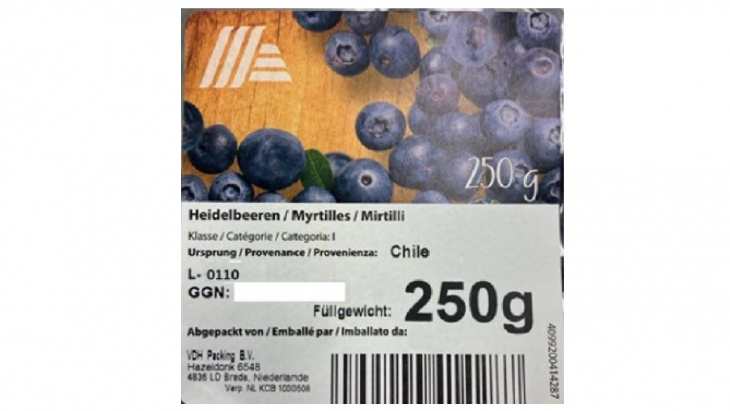 250 g
Heidelbeeren / Myrtilles / Mirtilli
Klasse / Catégorie / Categoria: I
Ursprung / Provenance / Provenienza: Chile
L- 0110
GGN:
Füllgewicht: 250g
Abgepackt von / Emballé par / Imballato da:
VDH Packing B.V.
Hazeldonk 6548
4836 LD Breda, Niederlande
Verp. NL KCB 1000506
4099200414287